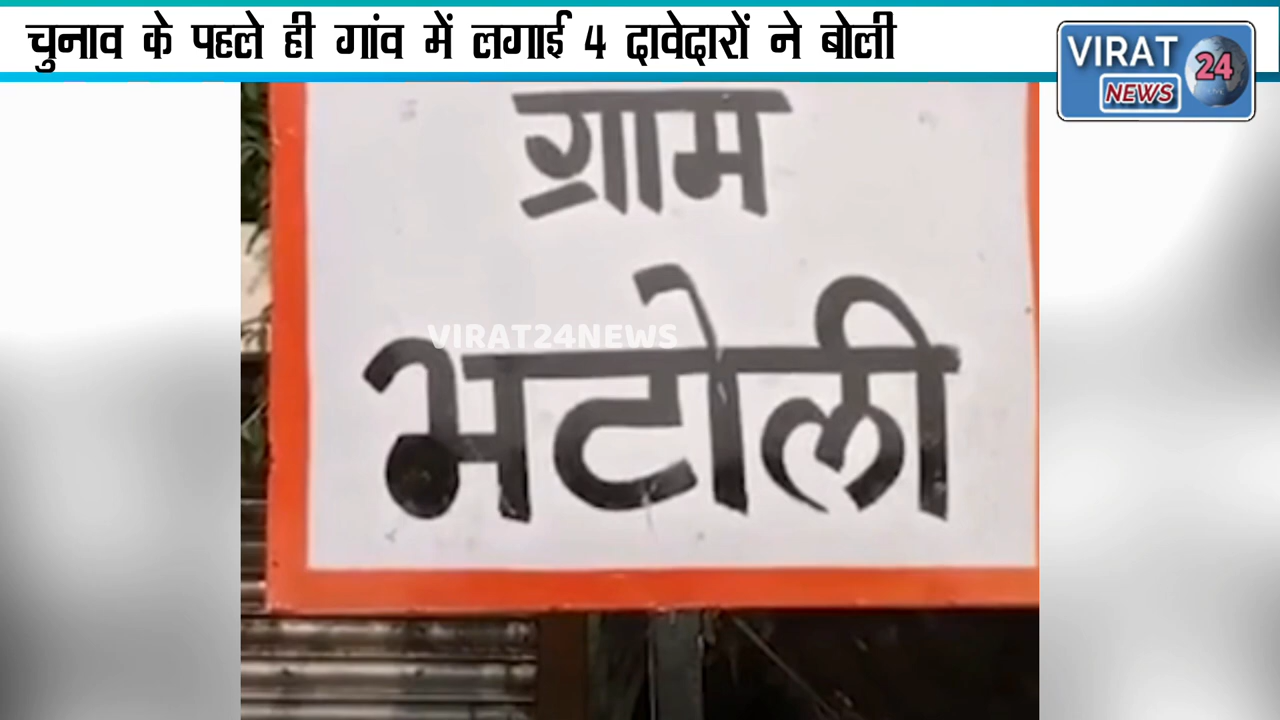 चुनाव के पहले ही गांव में लगाई 4 दावेदारों ने बोली
VIRAT
24
NEWS
ग्राम
VIRAT24NEWS
भटोली